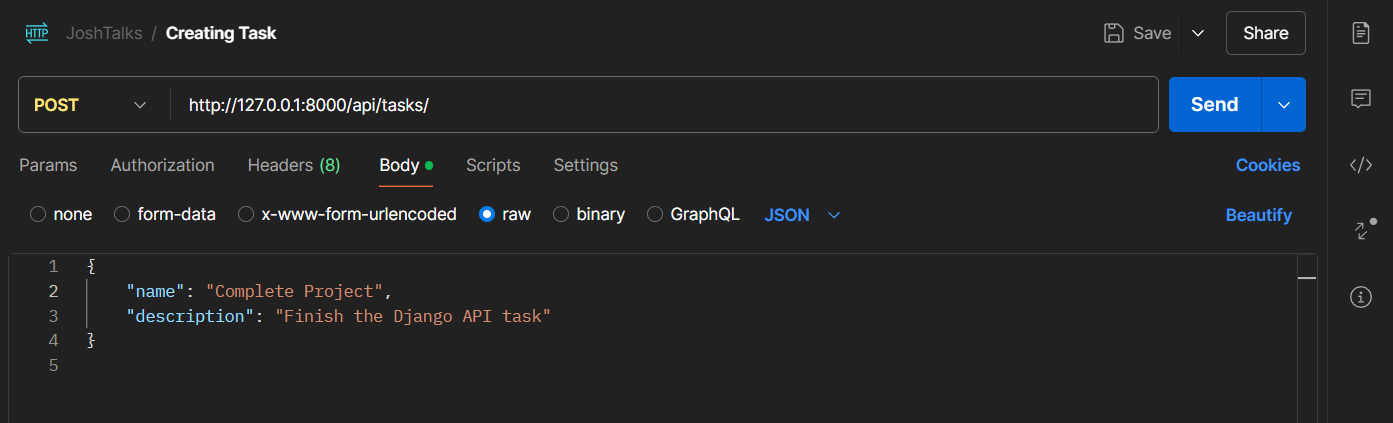 HTTP JoshTalks / Creating Task Save Share
POST http://127.0.0.1:8000/api/tasks/ Send
Params Authorization Headers (8) Body Scripts Settings Cookies
none form-data x-www-form-urlencoded raw binary GraphQL JSON Beautify
1 {
2 "name": "Complete Project",
3 "description": "Finish the Django API task"
4 }
5